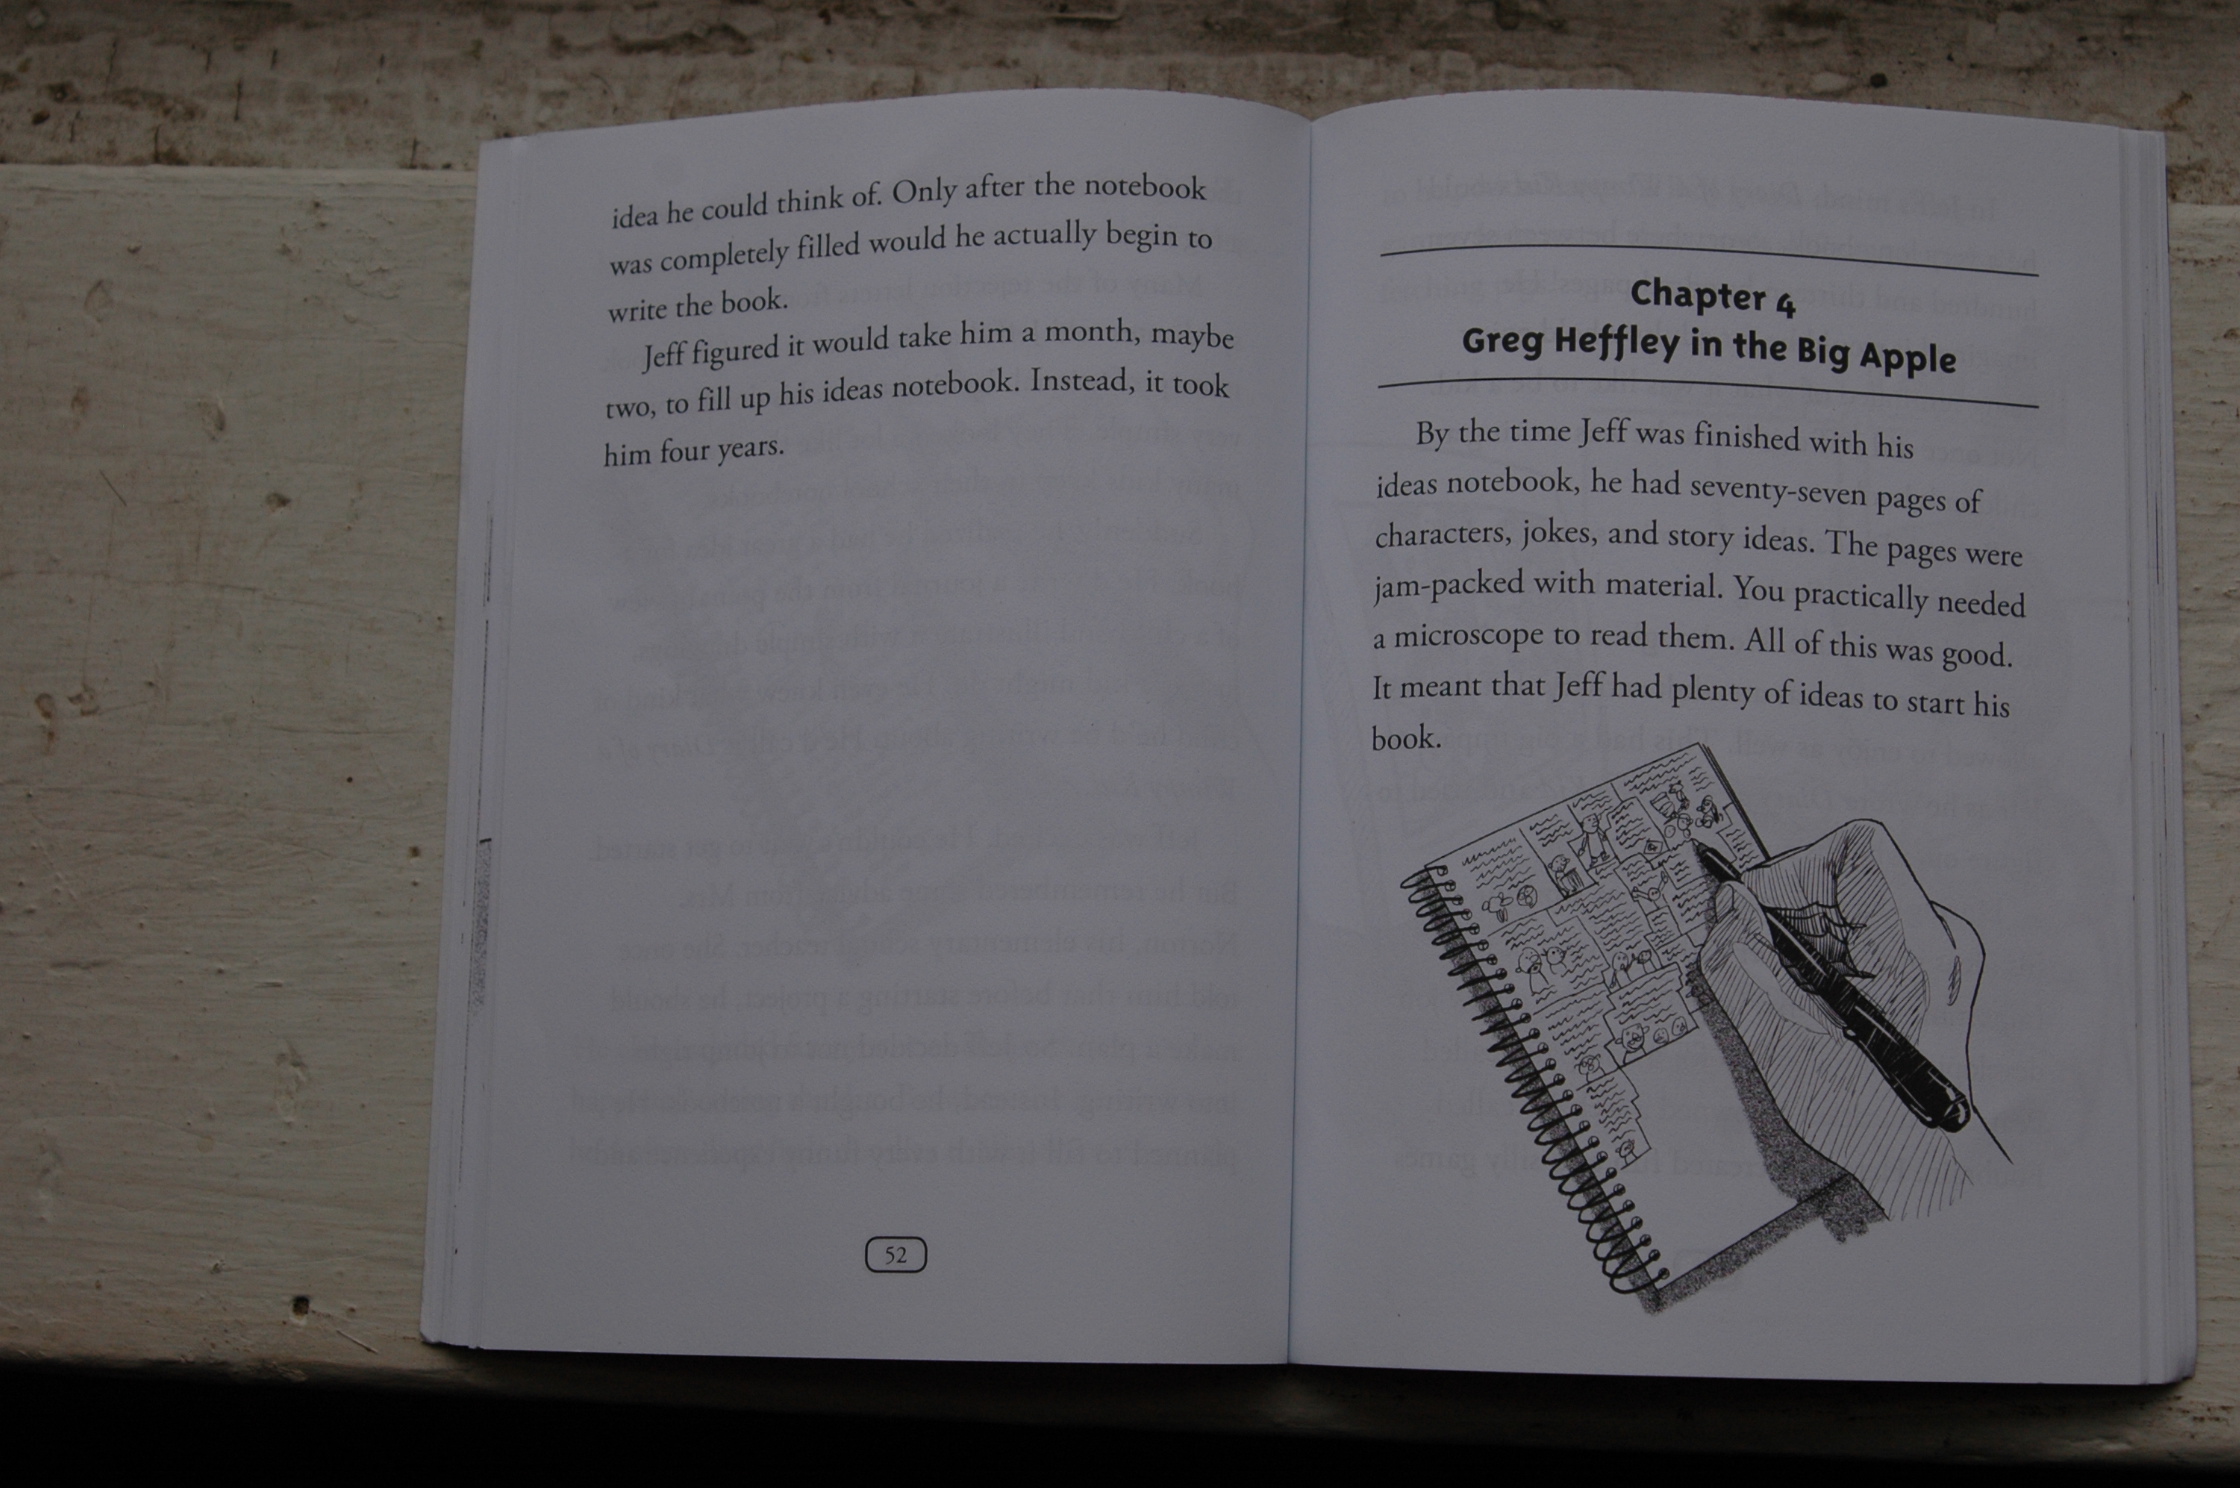 idea he could think of. Only after the notebook
was completely filled would he actually begin to
write the book.
Jeff figured it would take him a month, maybe
two, to fill up his ideas notebook. Instead, it took
him four years.
52
Chapter 4
Greg Heffley in the Big Apple
By the time Jeff was finished with his
ideas notebook, he had seventy-seven pages of
characters, jokes, and story ideas. The pages were
jam-packed with material. You practically needed
a microscope to read them. All of this was good.
It meant that Jeff had plenty of ideas to start his
book.